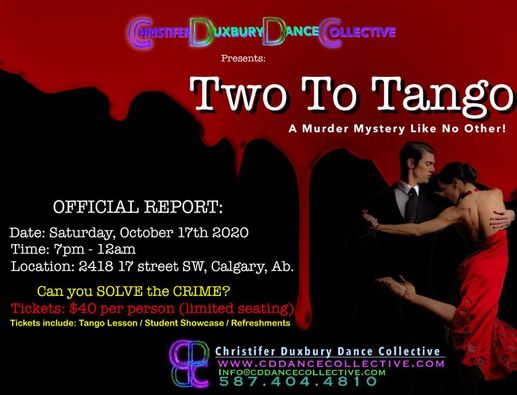 Christifer Duxbury Dance Collective
Presents:
Two To Tango
A Murder Mystery Like No Other!
OFFICIAL REPORT:
Date: Saturday, October 17th 2020
Time: 7pm - 12am
Location: 2418 17 street SW, Calgary, Ab.
Can you SOLVE the CRIME?
Tickets: $40 per person (limited seating)
Tickets include: Tango Lesson / Student Showcase / Refreshments
Christifer Duxbury Dance Collective
www.cddancecollective.com
Info@cddancecollective.com
587.404.4810